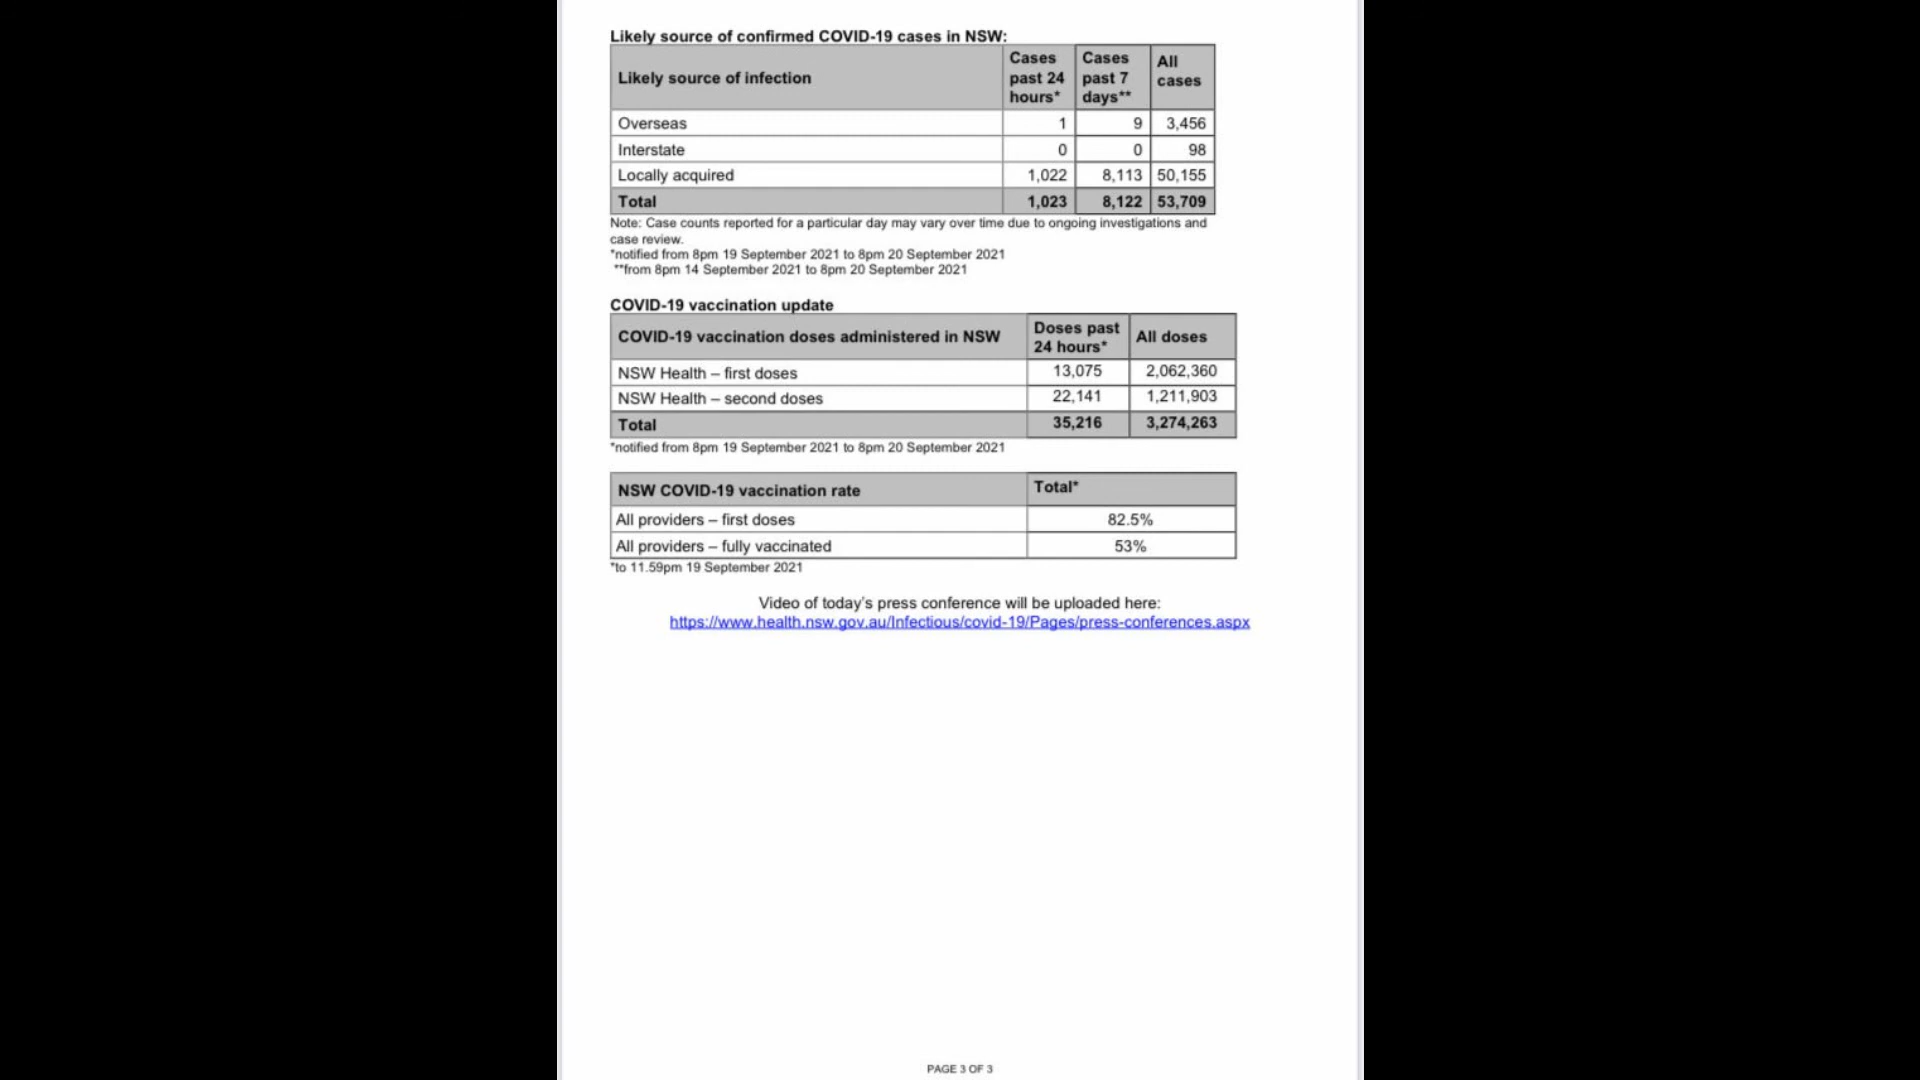 Likely source of confirmed COVID-19 cases in NSW:
Likely source of infection Cases past 24 hours* Cases past 7 days** All cases
Overseas 1 9 3,456
Interstate 0 0 98
Locally acquired 1,022 8,113 50,155
Total 1,023 8,122 53,709
Note: Case counts reported for a particular day may vary over time due to ongoing investigations and
case review.
*notified from 8pm 19 September 2021 to 8pm 20 September 2021
**from 8pm 14 September 2021 to 8pm 20 September 2021
COVID-19 vaccination update
COVID-19 vaccination doses administered in NSW Doses past 24 hours* All doses
NSW Health – first doses 13,075 2,062,360
NSW Health – second doses 22,141 1,211,903
Total 35,216 3,274,263
*notified from 8pm 19 September 2021 to 8pm 20 September 2021
NSW COVID-19 vaccination rate Total*
All providers – first doses 82.5%
All providers – fully vaccinated 53%
*to 11.59pm 19 September 2021
Video of today's press conference will be uploaded here:
https://www.health.nsw.gov.au/Infectious/covid-19/Pages/press-conferences.aspx
PAGE 3 OF 3